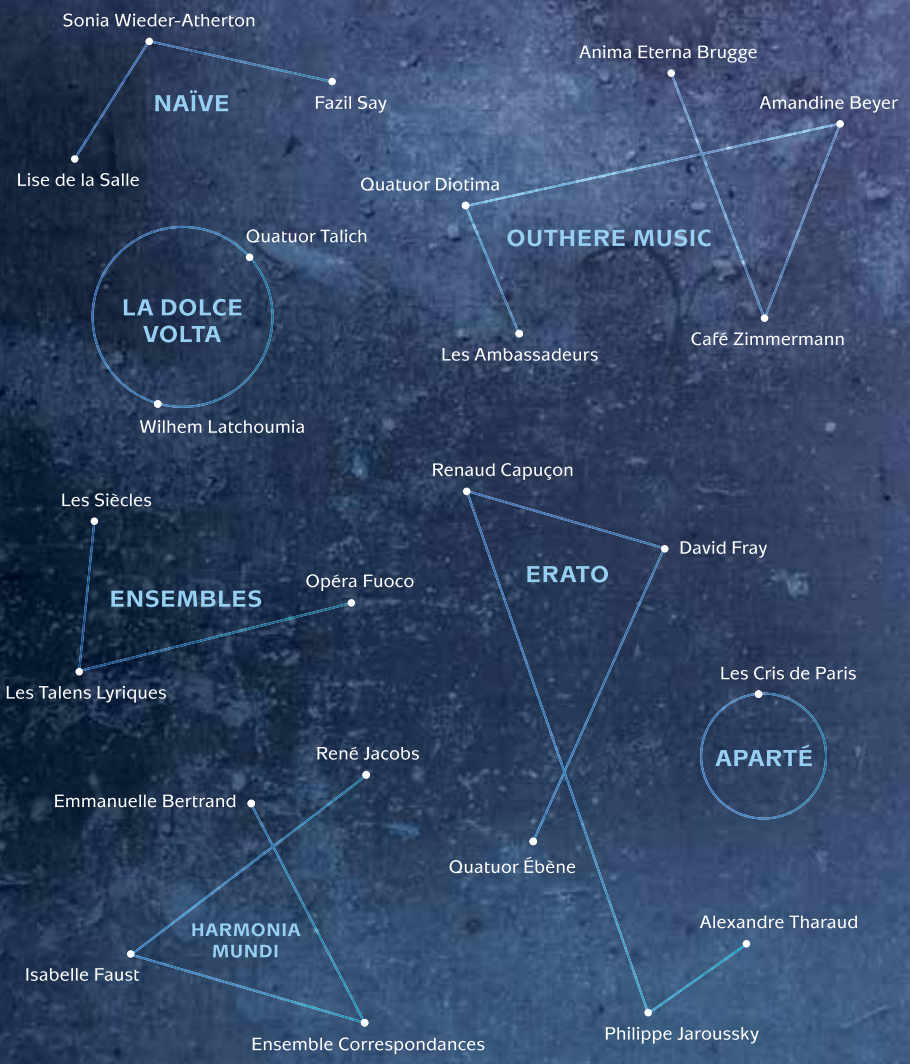 Sonia Wieder-Atherton
NAÏVE
Fazil Say
Lise de la Salle
Anima Eterna Brugge
Amandine Beyer
Quatuor Diotima
OUTHERE MUSIC
Les Ambassadeurs
Café Zimmermann
Quatuor Talich
LA DOLCE
VOLTA
Wilhem Latchoumia
Les Siècles
ENSEMBLES
Opéra Fuoco
Les Talens Lyriques
Renaud Capuçon
David Fray
ERATO
Quatuor Ébène
Alexandre Tharaud
Philippe Jaroussky
Les Cris de Paris
APARTÉ
René Jacobs
Emmanuelle Bertrand
HARMONIA
MUNDI
Isabelle Faust
Ensemble Correspondances